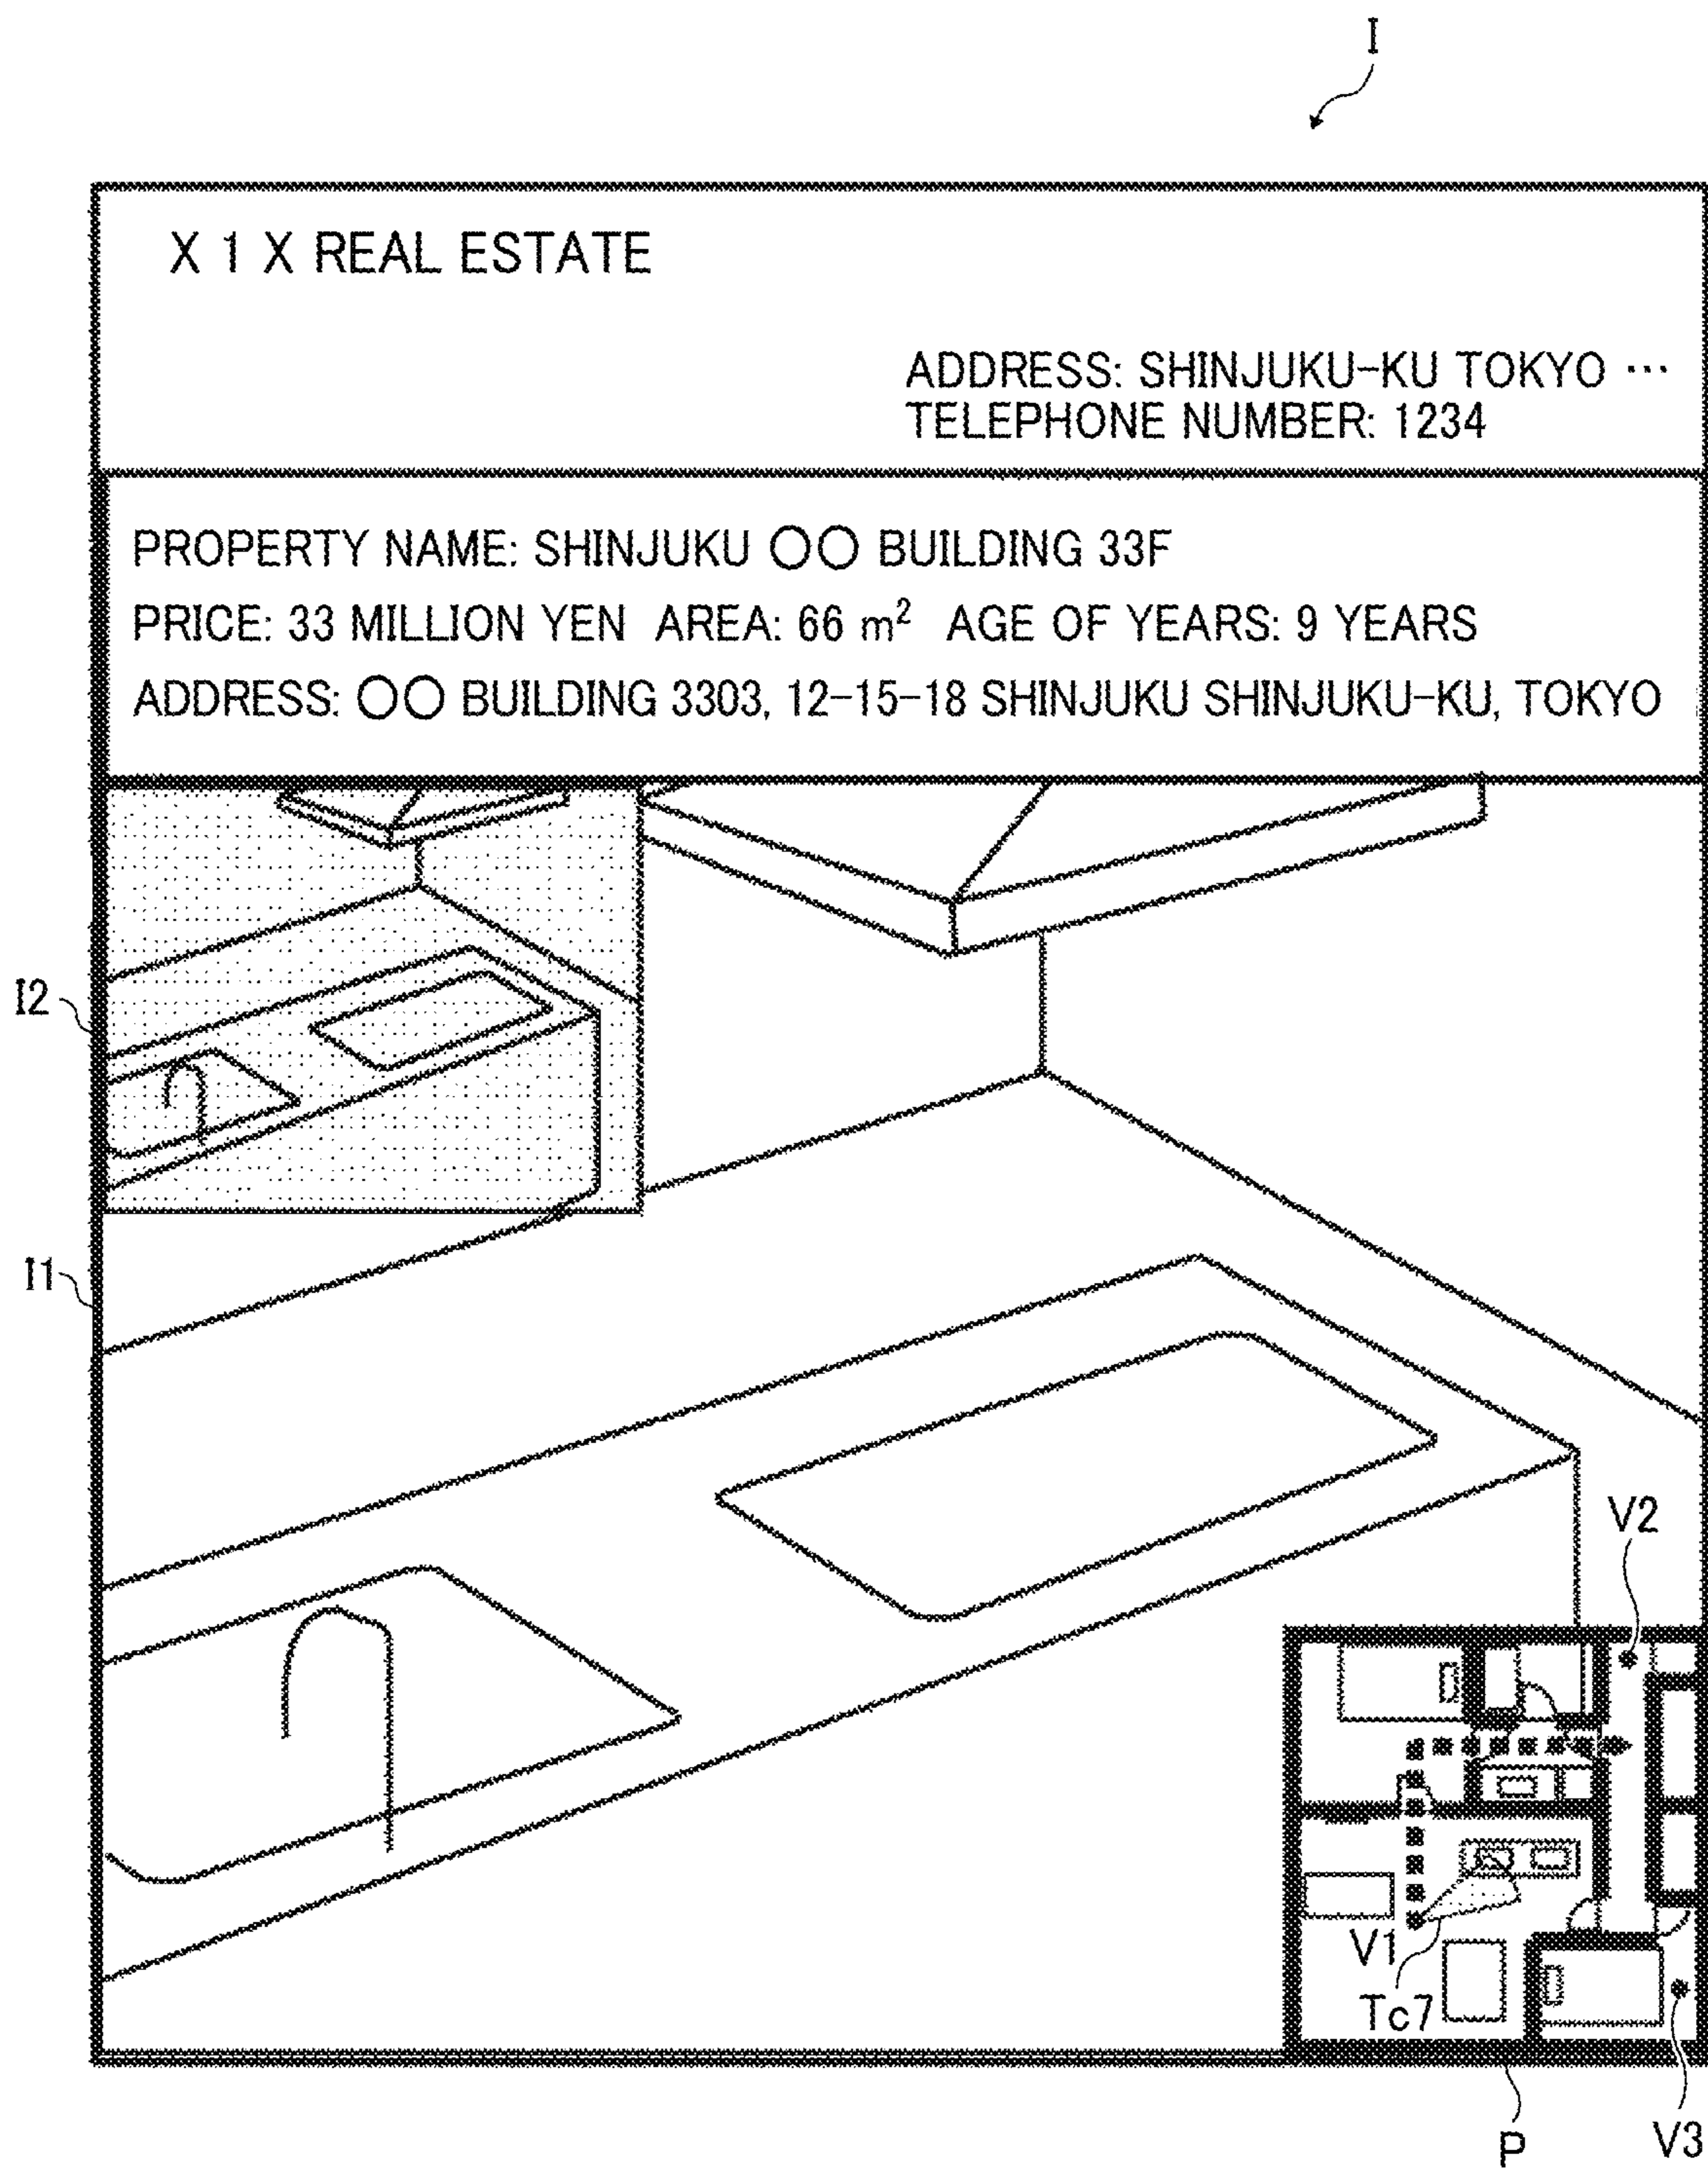 I
X 1 X REAL ESTATE
ADDRESS: SHINJUKU-KU TOKYO ···
TELEPHONE NUMBER: 1234
PROPERTY NAME: SHINJUKU ○○ BUILDING 33F
PRICE: 33 MILLION YEN AREA: 66 m² AGE OF YEARS: 9 YEARS
ADDRESS: ○○ BUILDING 3303, 12-15-18 SHINJUKU SHINJUKU-KU, TOKYO
I2
I1
V2
V1
Tc7
P
V3